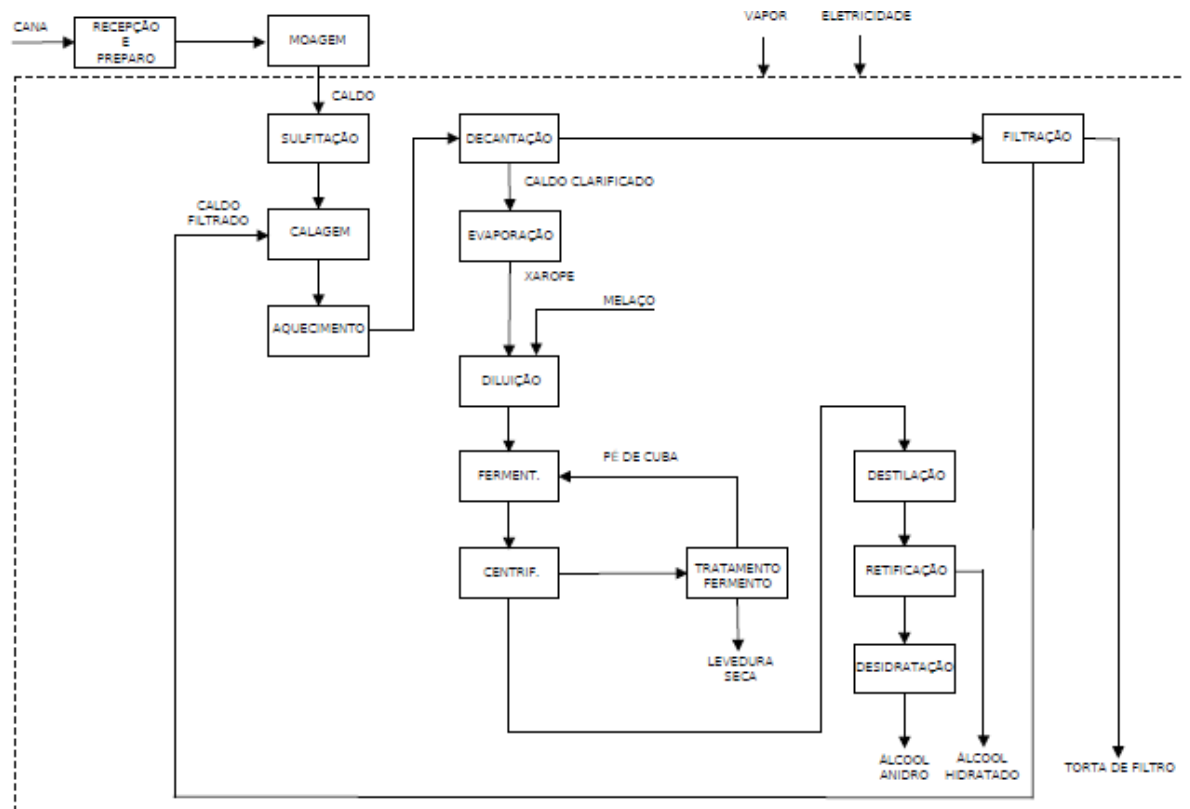 CANA
RECEPÇÃO
E
PREPARO
MOAGEM
VAPOR
ELETRICIDADE
CALDO
SULFITAÇÃO
DECANTAÇÃO
FILTRAÇÃO
CALDO CLARIFICADO
CALDO
FILTRADO
CALAGEM
EVAPORAÇÃO
XAROPE
MELAÇO
AQUECIMENTO
DILUIÇÃO
PÉ DE CUBA
FERMENT.
DESTILAÇÃO
CENTRIF.
TRATAMENTO
FERMENTO
RETIFICAÇÃO
LEVEDURA
SECA
DESIDRATAÇÃO
ÁLCOOL
ANIDRO
ÁLCOOL
HIDRATADO
TORTA DE FILTRO